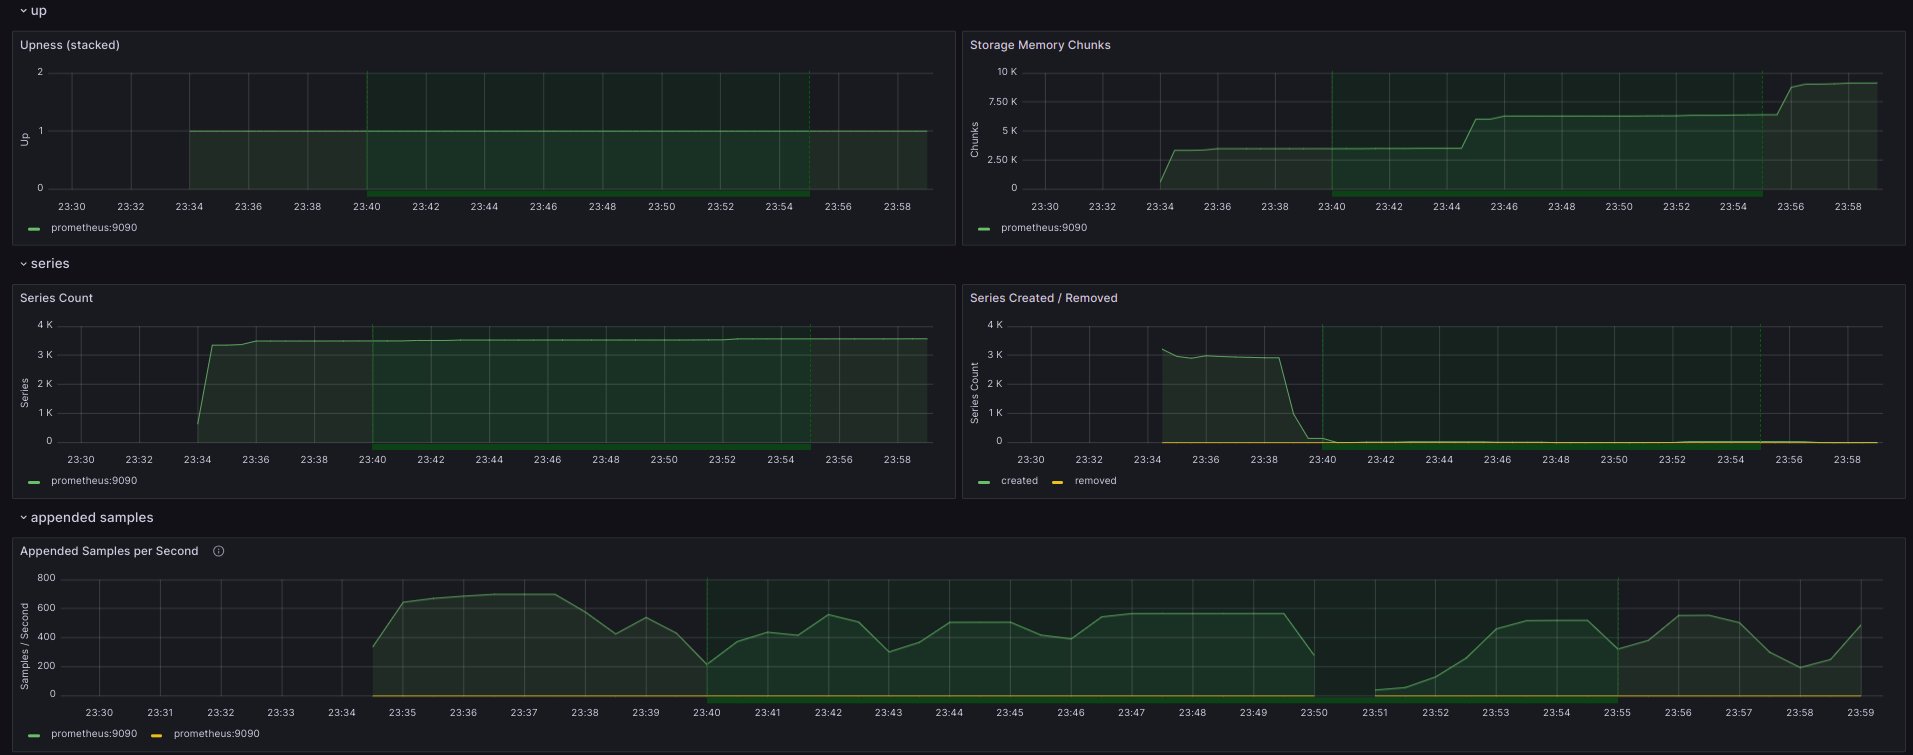 up
Upness (stacked)
Storage Memory Chunks
2
1
0
Up
23:30 23:32 23:34 23:36 23:38 23:40 23:42 23:44 23:46 23:48 23:50 23:52 23:54 23:56 23:58
prometheus:9090
10 K
7.50 K
5 K
2.50 K
0
Chunks
23:30 23:32 23:34 23:36 23:38 23:40 23:42 23:44 23:46 23:48 23:50 23:52 23:54 23:56 23:58
prometheus:9090
series
Series Count
4 K
3 K
2 K
1 K
0
Series
23:30 23:32 23:34 23:36 23:38 23:40 23:42 23:44 23:46 23:48 23:50 23:52 23:54 23:56 23:58
prometheus:9090
Series Created / Removed
4 K
3 K
2 K
1 K
0
Series Count
23:30 23:32 23:34 23:36 23:38 23:40 23:42 23:44 23:46 23:48 23:50 23:52 23:54 23:56 23:58
created removed
appended samples
Appended Samples per Second
800
600
400
200
0
Samples / Second
23:30 23:31 23:32 23:33 23:34 23:35 23:36 23:37 23:38 23:39 23:40 23:41 23:42 23:43 23:44 23:45 23:46 23:47 23:48 23:49 23:50 23:51 23:52 23:53 23:54 23:55 23:56 23:57 23:58 23:59
prometheus:9090 prometheus:9090